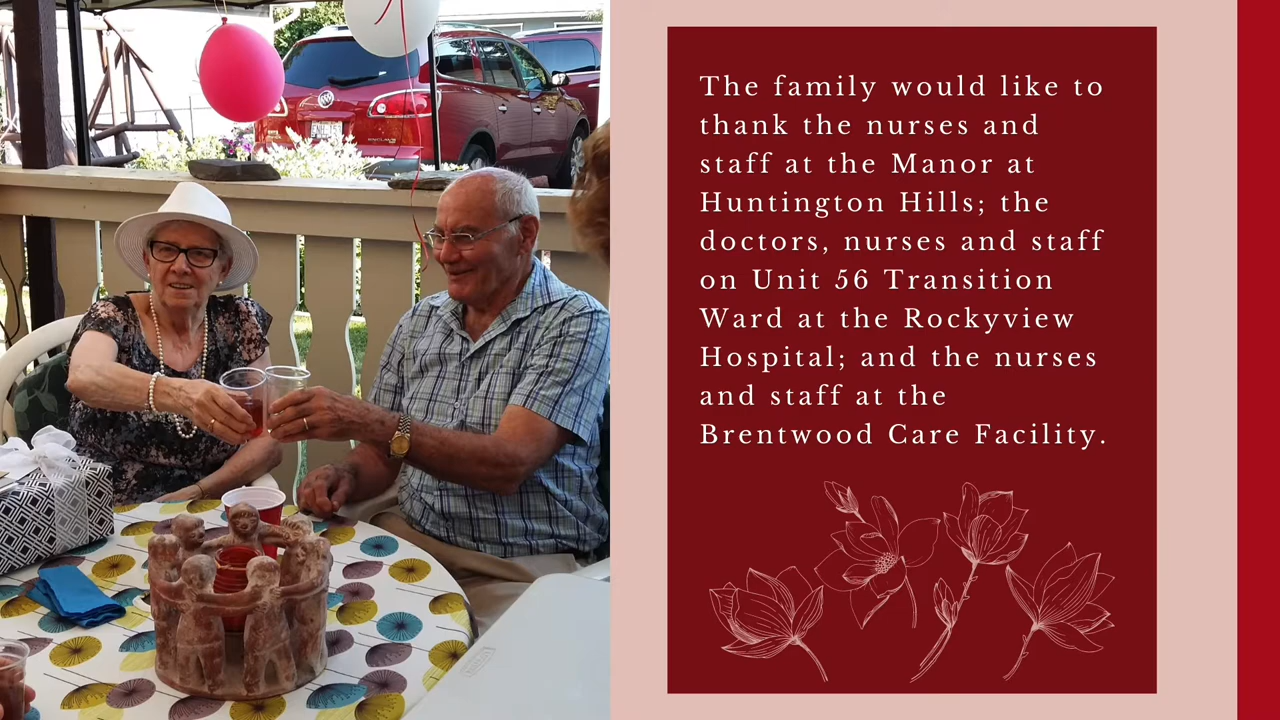 The family would like to
thank the nurses and
staff at the Manor at
Huntington Hills; the
doctors, nurses and staff
on Unit 56 Transition
Ward at the Rockyview
Hospital; and the nurses
and staff at the
Brentwood Care Facility.